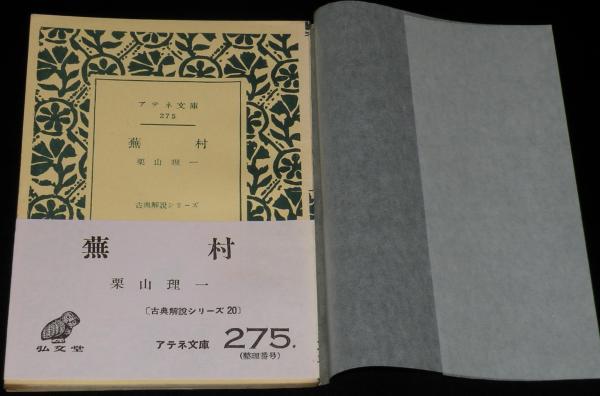 アテネ文庫
275
蕪村
栗山理一
古典解説シリーズ
蕪村
栗山理一
〔古典解説シリーズ20〕
弘文堂
アテネ文庫 275.
(整理番号)